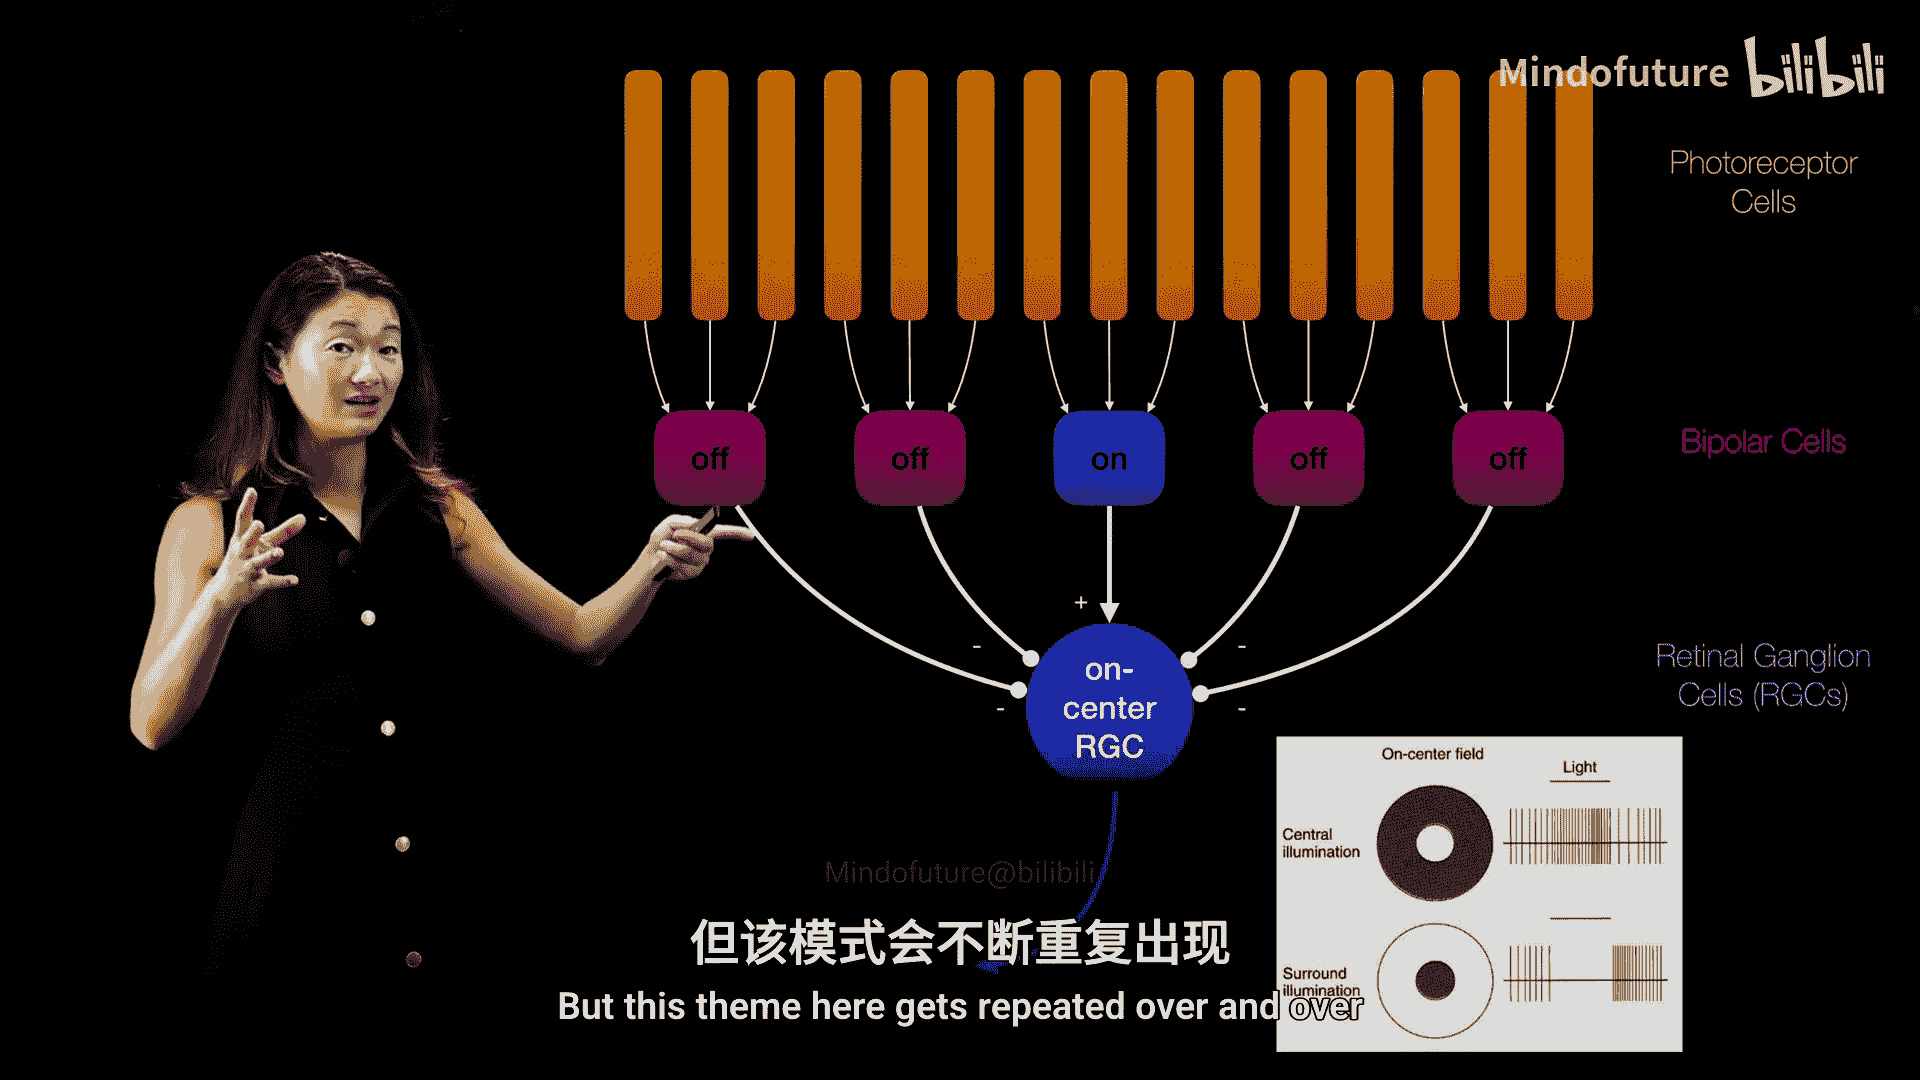 Mindofuture bilibili
Photoreceptor
Cells
off
off
on
off
off
Bipolar Cells
+
-
-
-
-
on-
center
RGC
Retinal Ganglion
Cells (RGCs)
On-center field
Light
Central
illumination
Surround
illumination
Mindofuture@bilibili
但该模式会不断重复出现
But this theme here gets repeated over and over